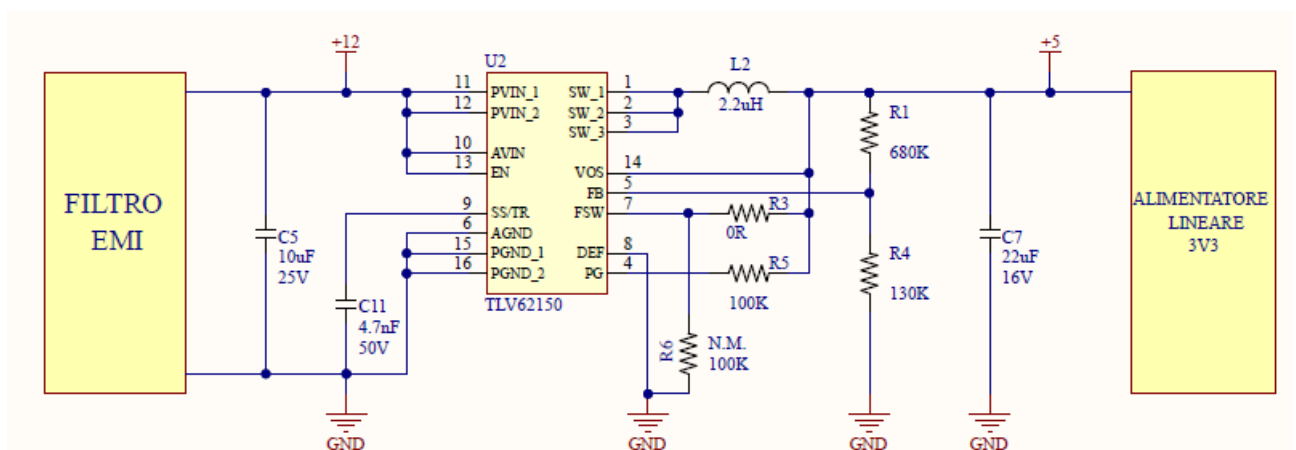 +12
+5
U2
L2
2.2uH
FILTRO
EMI
C5
10uF
25V
C11
4.7nF
50V
11
12
10
13
9
6
15
16
PVIN_1
PVIN_2
AVIN
EN
SS/TR
AGND
PGND_1
PGND_2
SW_1
SW_2
SW_3
VOS
FB
FSW
DEF
PG
1
2
3
14
5
7
8
4
TLV62150
R3
0R
R5
100K
R6
N.M.
100K
R1
680K
R4
130K
C7
22uF
16V
ALIMENTATORE
LINEARE
3V3
GND
GND
GND
GND